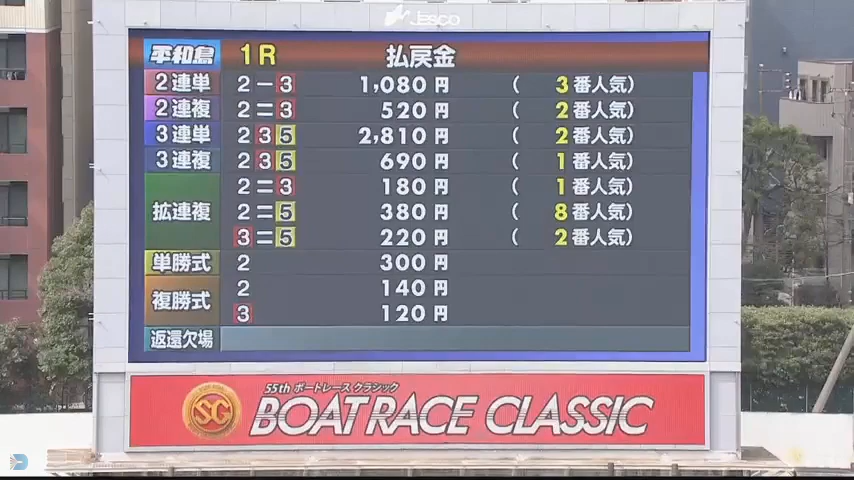 Jesco
平和島 1R 払戻金
2連単 2－3 1,080円 ( 3番人気)
2連複 2＝3 520円 ( 2番人気)
3連単 2 3 5 2,810円 ( 2番人気)
3連複 2 3 5 690円 ( 1番人気)
2＝3 180円 ( 1番人気)
拡連複 2＝5 380円 ( 8番人気)
3＝5 220円 ( 2番人気)
単勝式 2 300円
複勝式 2 140円
3 120円
返還欠場
55th ボートレース クラシック
SG BOAT RACE CLASSIC